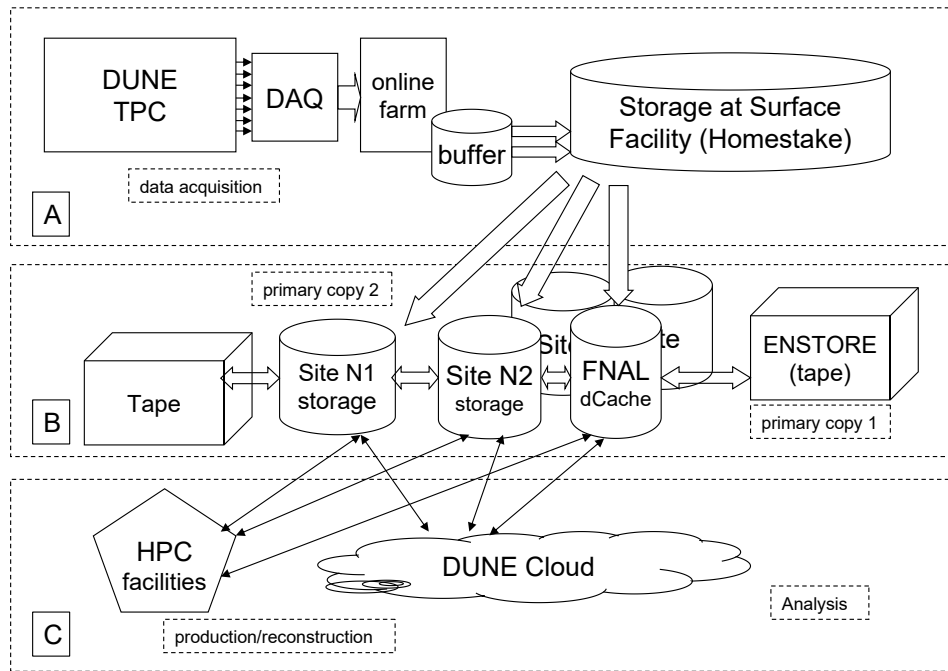 DUNE
TPC
DAQ
online
farm
buffer
Storage at Surface
Facility (Homestake)
data acquisition
A
primary copy 2
Tape
Site N1
storage
Site N2
storage
Site
FNAL
dCache
ENSTORE
(tape)
primary copy 1
B
HPC
facilities
DUNE Cloud
Analysis
production/reconstruction
C